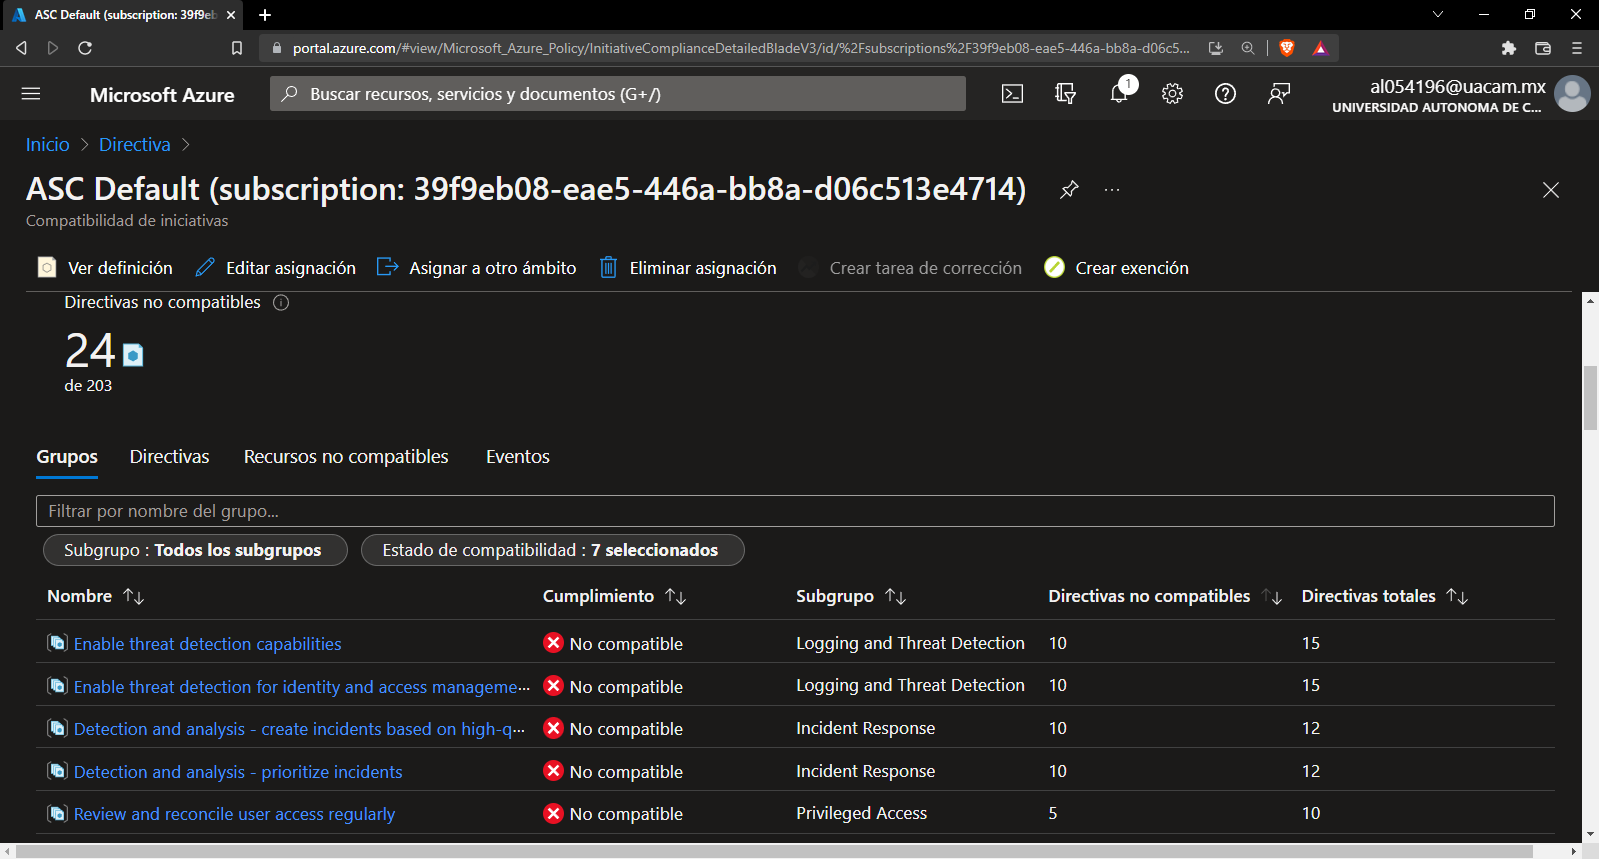 ASC Default (subscription: 39f9eb
portal.azure.com/#view/Microsoft_Azure_Policy/InitiativeComplianceDetailedBladeV3/id/%2Fsubscriptions%2F39f9eb08-eae5-446a-bb8a-d06c5...
Microsoft Azure
Buscar recursos, servicios y documentos (G+/)
1
al054196@uacam.mx
UNIVERSIDAD AUTONOMA DE C...
Inicio > Directiva >
ASC Default (subscription: 39f9eb08-eae5-446a-bb8a-d06c513e4714)
Compatibilidad de iniciativas
Ver definición Editar asignación Asignar a otro ámbito Eliminar asignación Crear tarea de corrección Crear exención
Directivas no compatibles
24
de 203
Grupos Directivas Recursos no compatibles Eventos
Filtrar por nombre del grupo...
Subgrupo : Todos los subgrupos Estado de compatibilidad : 7 seleccionados
Nombre Cumplimiento Subgrupo Directivas no compatibles Directivas totales
Enable threat detection capabilities No compatible Logging and Threat Detection 10 15
Enable threat detection for identity and access manageme... No compatible Logging and Threat Detection 10 15
Detection and analysis - create incidents based on high-q... No compatible Incident Response 10 12
Detection and analysis - prioritize incidents No compatible Incident Response 10 12
Review and reconcile user access regularly No compatible Privileged Access 5 10